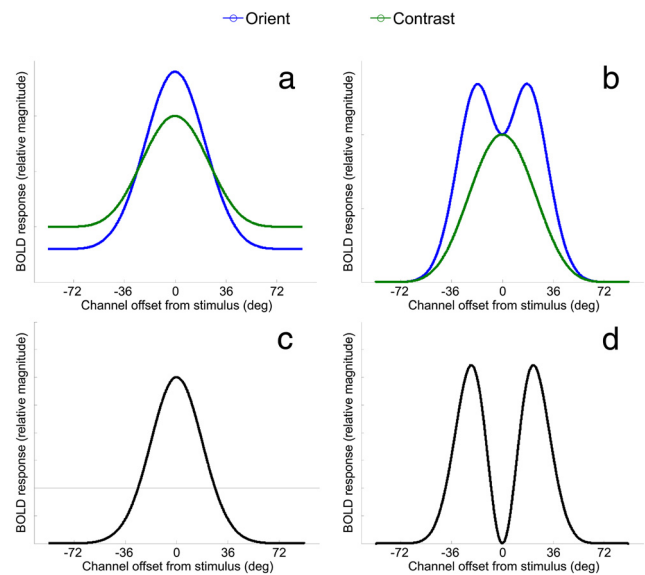 Orient
Contrast
a
BOLD response (relative magnitude)
-72 -36 0 36 72
Channel offset from stimulus (deg)
b
BOLD response (relative magnitude)
-72 -36 0 36 72
Channel offset from stimulus (deg)
c
BOLD response (relative magnitude)
-72 -36 0 36 72
Channel offset from stimulus (deg)
d
BOLD response (relative magnitude)
-72 -36 0 36 72
Channel offset from stimulus (deg)